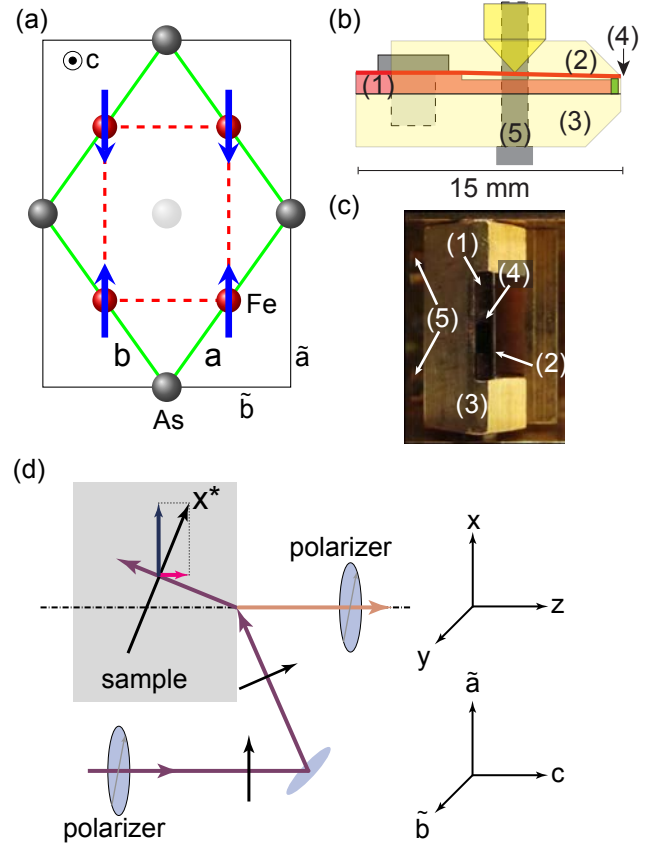 (a)
c
Fe
b
a
ã
b̃
As
(b)
(4)
(2)
(1)
(3)
(5)
15 mm
(c)
(1)
(4)
(5)
(2)
(3)
(d)
x*
polarizer
sample
polarizer
x
z
y
ã
c
b̃